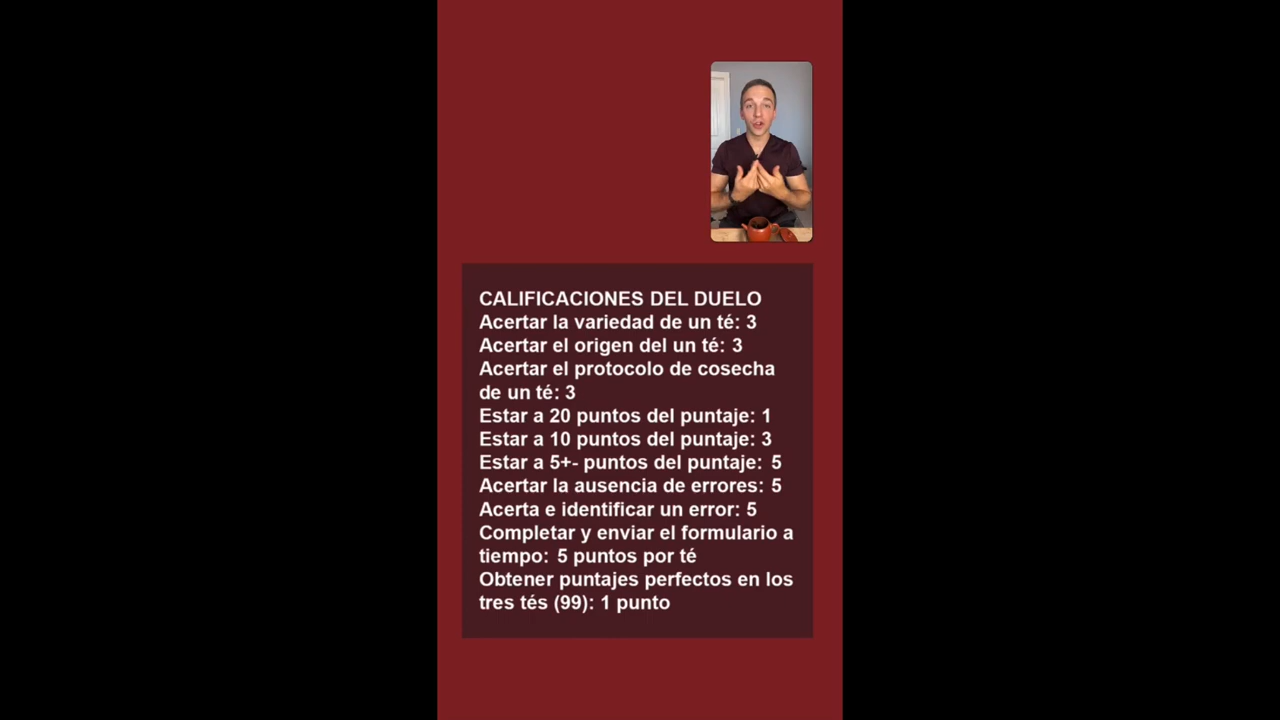 CALIFICACIONES DEL DUELO
Acertar la variedad de un té: 3
Acertar el origen del un té: 3
Acertar el protocolo de cosecha
de un té: 3
Estar a 20 puntos del puntaje: 1
Estar a 10 puntos del puntaje: 3
Estar a 5+- puntos del puntaje: 5
Acertar la ausencia de errores: 5
Acerta e identificar un error: 5
Completar y enviar el formulario a
tiempo: 5 puntos por té
Obtener puntajes perfectos en los
tres tés (99): 1 punto